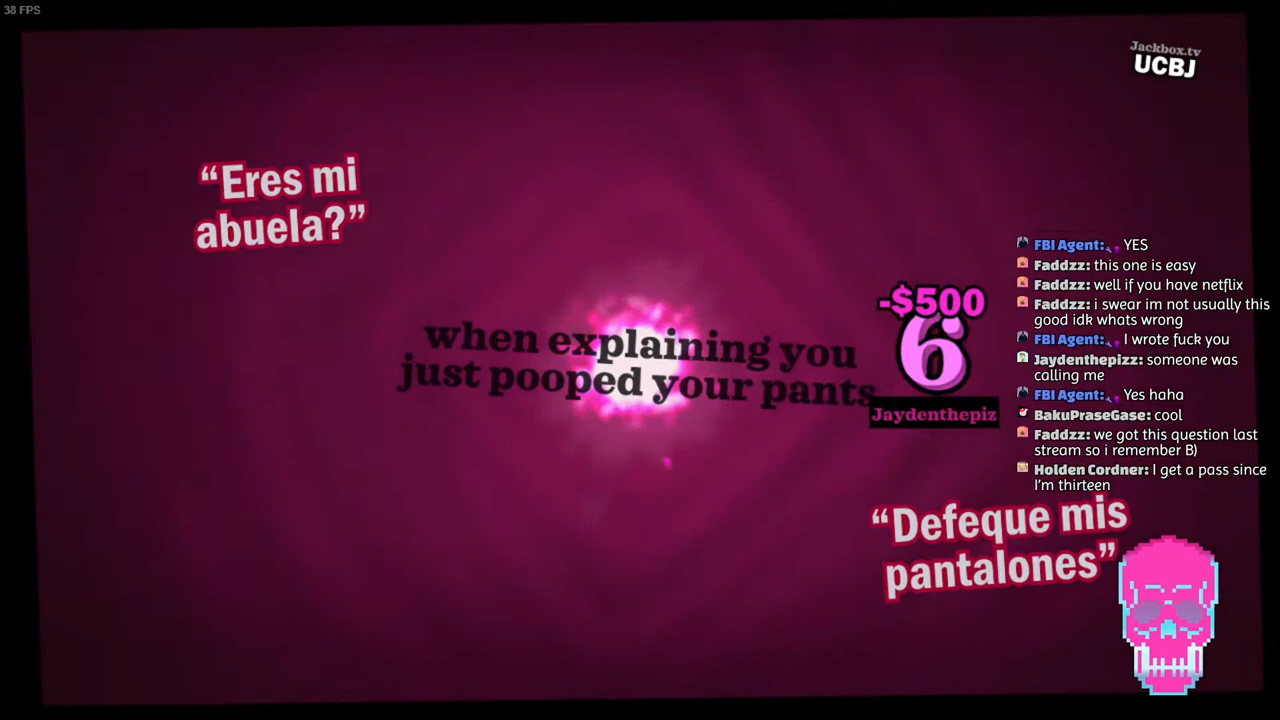 38 FPS
Jackbox.tv
UCBJ
“Eres mi
abuela?”
when explaining you
just pooped your pants
-$500
6
Jaydenthepiz
“Defeque mis
pantalones”
FBI Agent: YES
Faddzz: this one is easy
Faddzz: well if you have netflix
Faddzz: i swear im not usually this
good idk whats wrong
FBI Agent: I wrote fuck you
Jaydenthepizz: someone was
calling me
FBI Agent: Yes haha
BakuPraseGase: cool
Faddzz: we got this question last
stream so i remember B)
Holden Cordner: I get a pass since
I’m thirteen